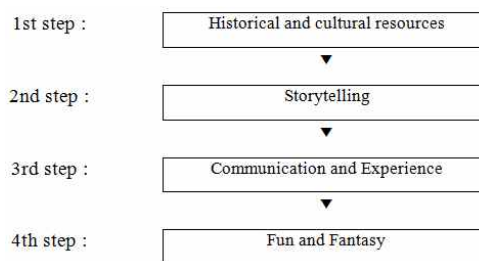 1st step : Historical and cultural resources
2nd step : Storytelling
3rd step : Communication and Experience
4th step : Fun and Fantasy